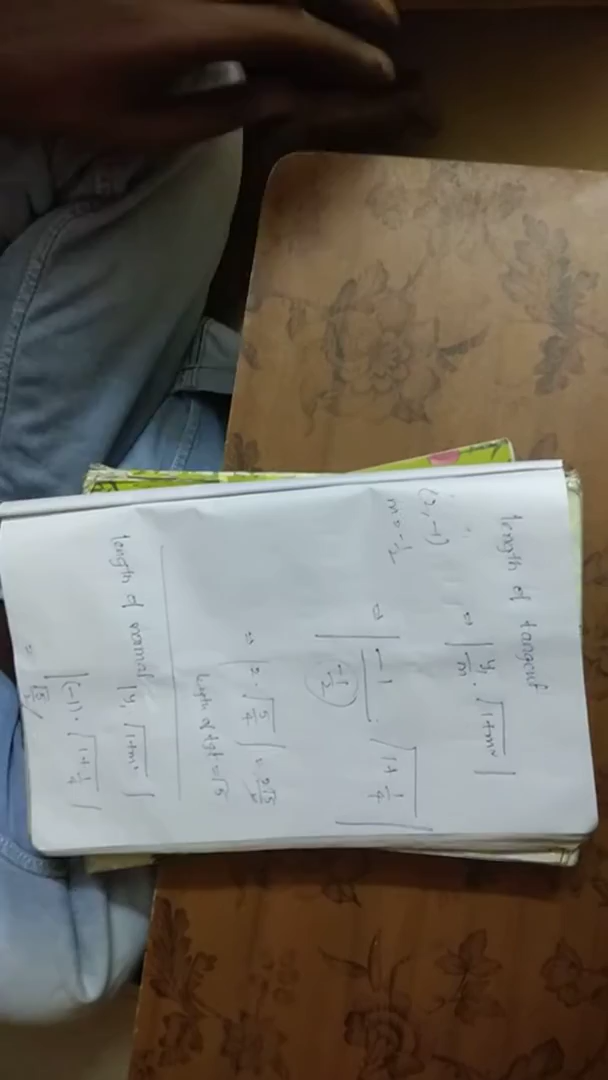 length of tangent
⇒ | y₁/m · √(1+m²) |
(2, -1)
m = -1/2
⇒ | -1/(-1/2) · √(1+1/4) |
⇒ | 2 · √(5/4) | = 2√5/2
length of tgt = √5
length of normal |y₁ √(1+m²)|
|(-1) · √(1+1/4)|
= √5/2